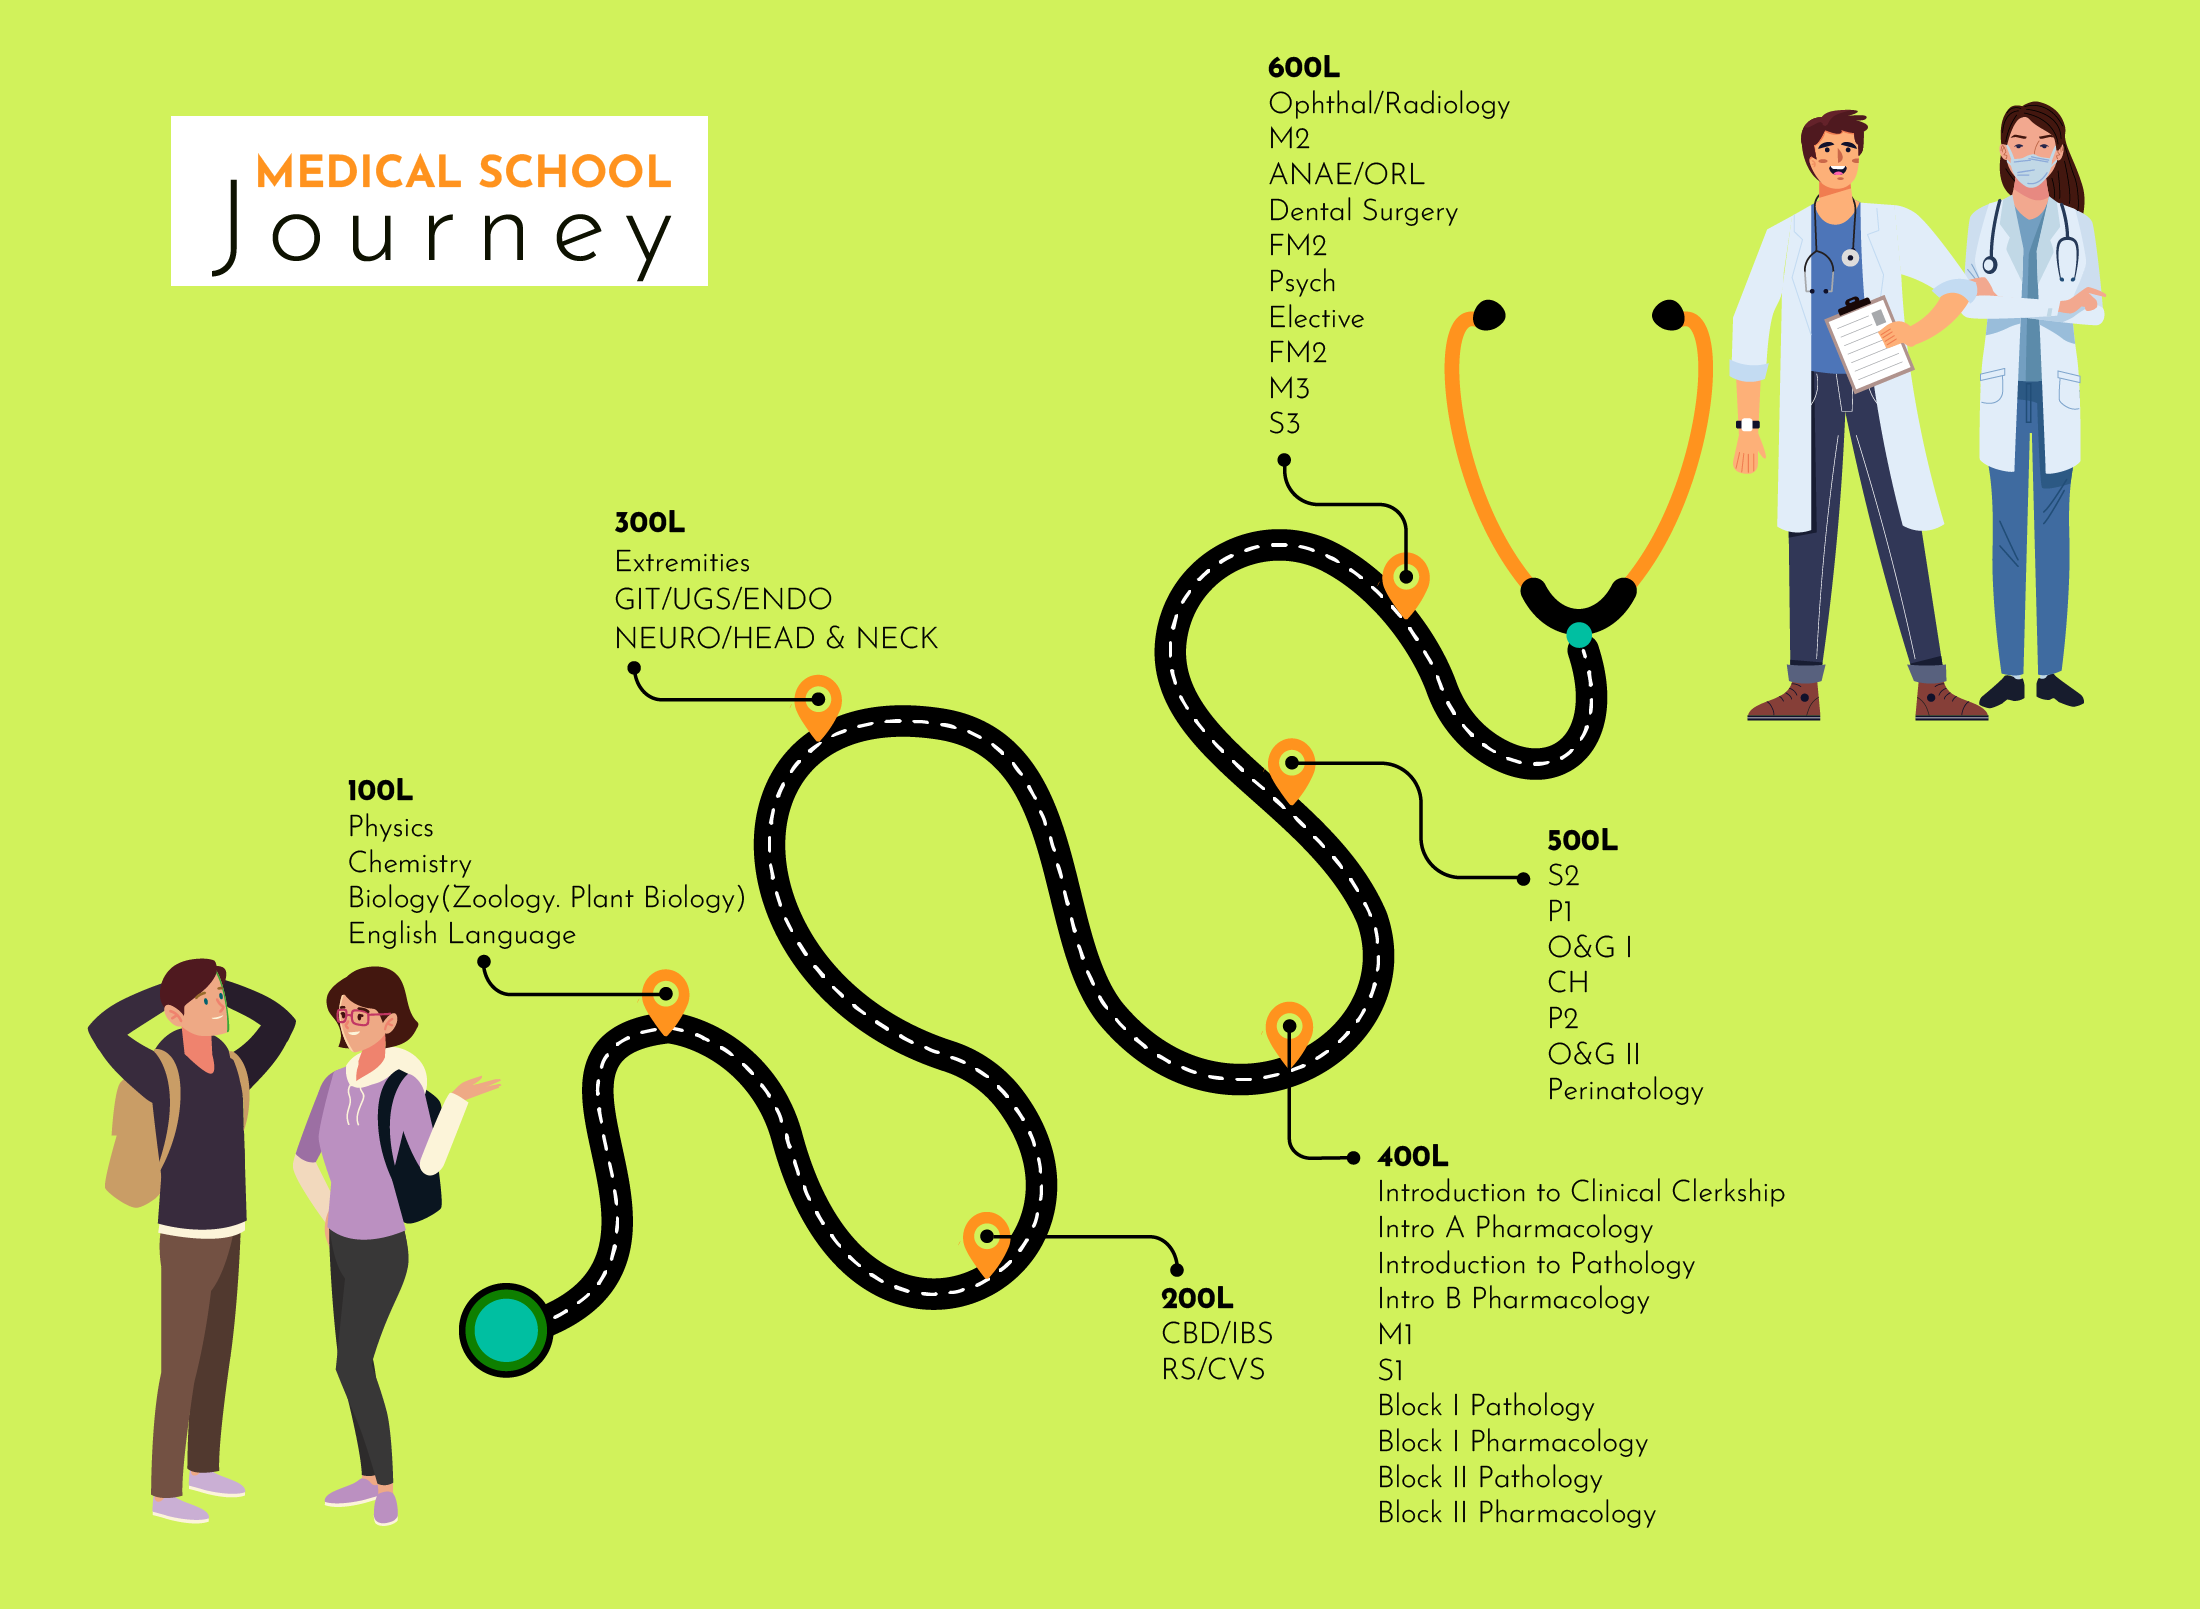 MEDICAL SCHOOL
Journey
100L
Physics
Chemistry
Biology(Zoology. Plant Biology)
English Language
200L
CBD/IBS
RS/CVS
300L
Extremities
GIT/UGS/ENDO
NEURO/HEAD & NECK
400L
Introduction to Clinical Clerkship
Intro A Pharmacology
Introduction to Pathology
Intro B Pharmacology
M1
S1
Block I Pathology
Block I Pharmacology
Block II Pathology
Block II Pharmacology
500L
S2
P1
O&G I
CH
P2
O&G II
Perinatology
600L
Ophthal/Radiology
M2
ANAE/ORL
Dental Surgery
FM2
Psych
Elective
FM2
M3
S3